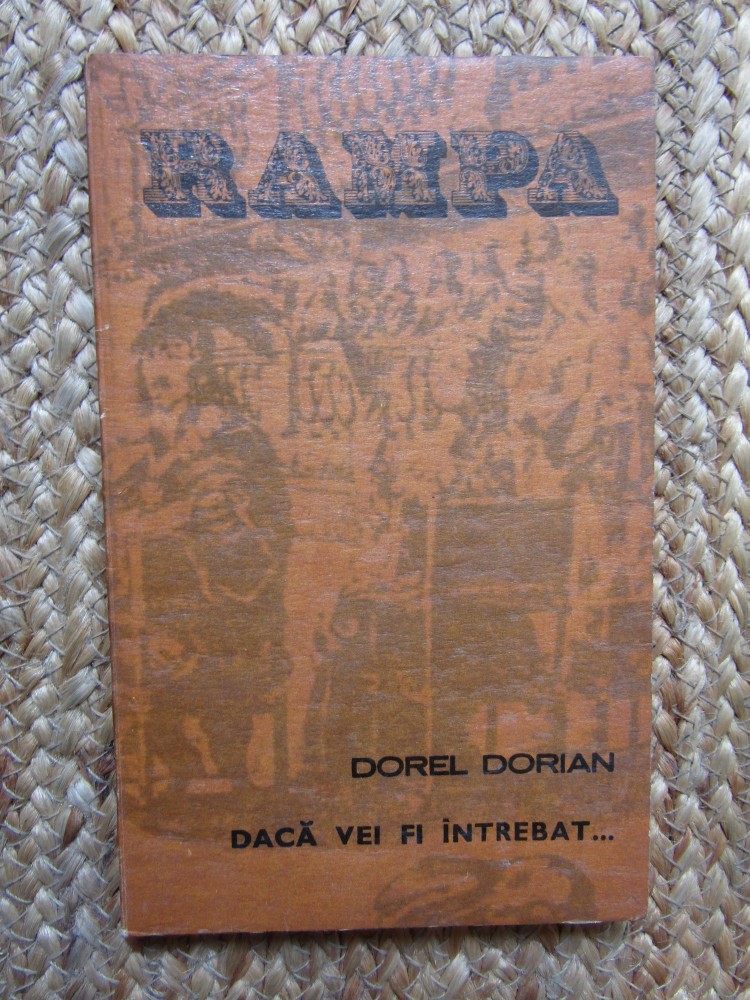 RAMPA
DOREL DORIAN
DACĂ VEI FI ÎNTREBAT...